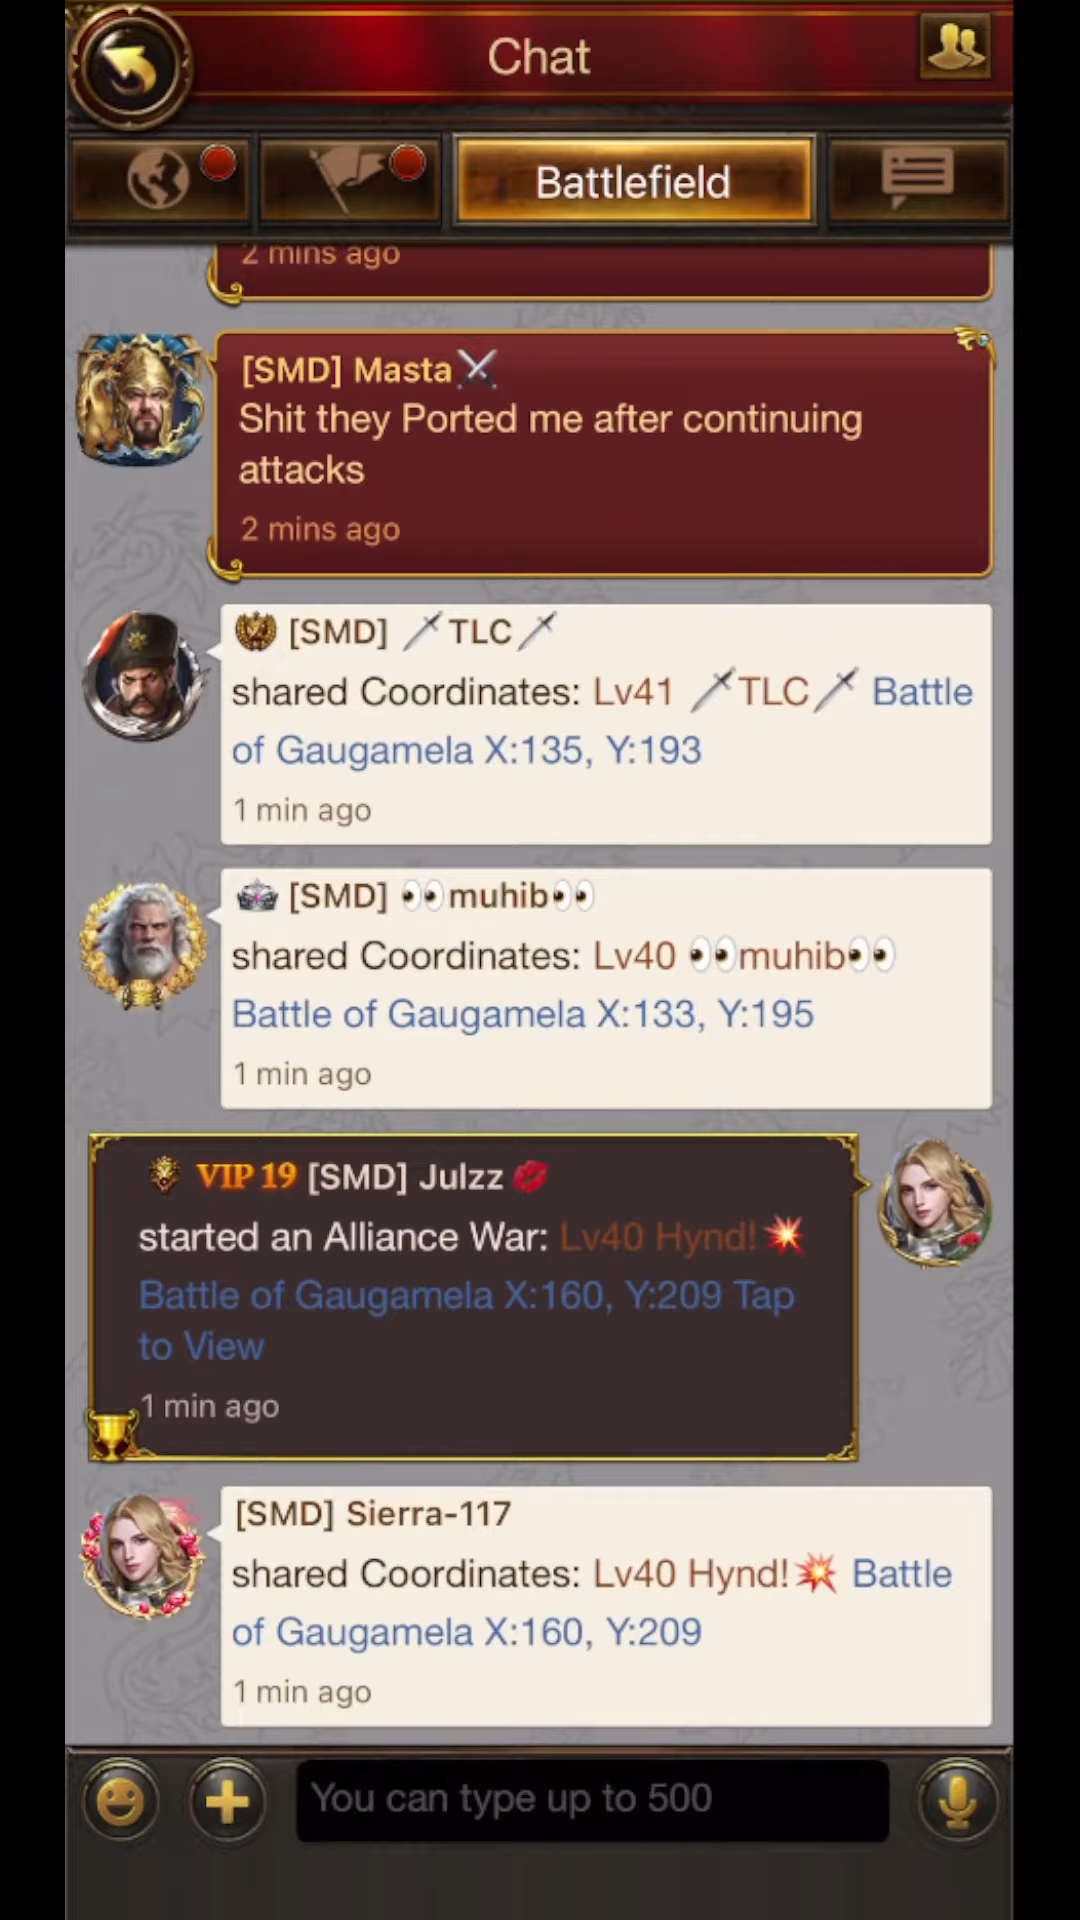 Chat
Battlefield
2 mins ago
[SMD] Masta⚔
Shit they Ported me after continuing
attacks
2 mins ago
[SMD] 🗡TLC🗡
shared Coordinates: Lv41 🗡TLC🗡 Battle
of Gaugamela X:135, Y:193
1 min ago
[SMD] 👀muhib👀
shared Coordinates: Lv40 👀muhib👀
Battle of Gaugamela X:133, Y:195
1 min ago
VIP 19 [SMD] Julzz 💋
started an Alliance War: Lv40 Hynd!💥
Battle of Gaugamela X:160, Y:209 Tap
to View
1 min ago
[SMD] Sierra-117
shared Coordinates: Lv40 Hynd!💥 Battle
of Gaugamela X:160, Y:209
1 min ago
You can type up to 500